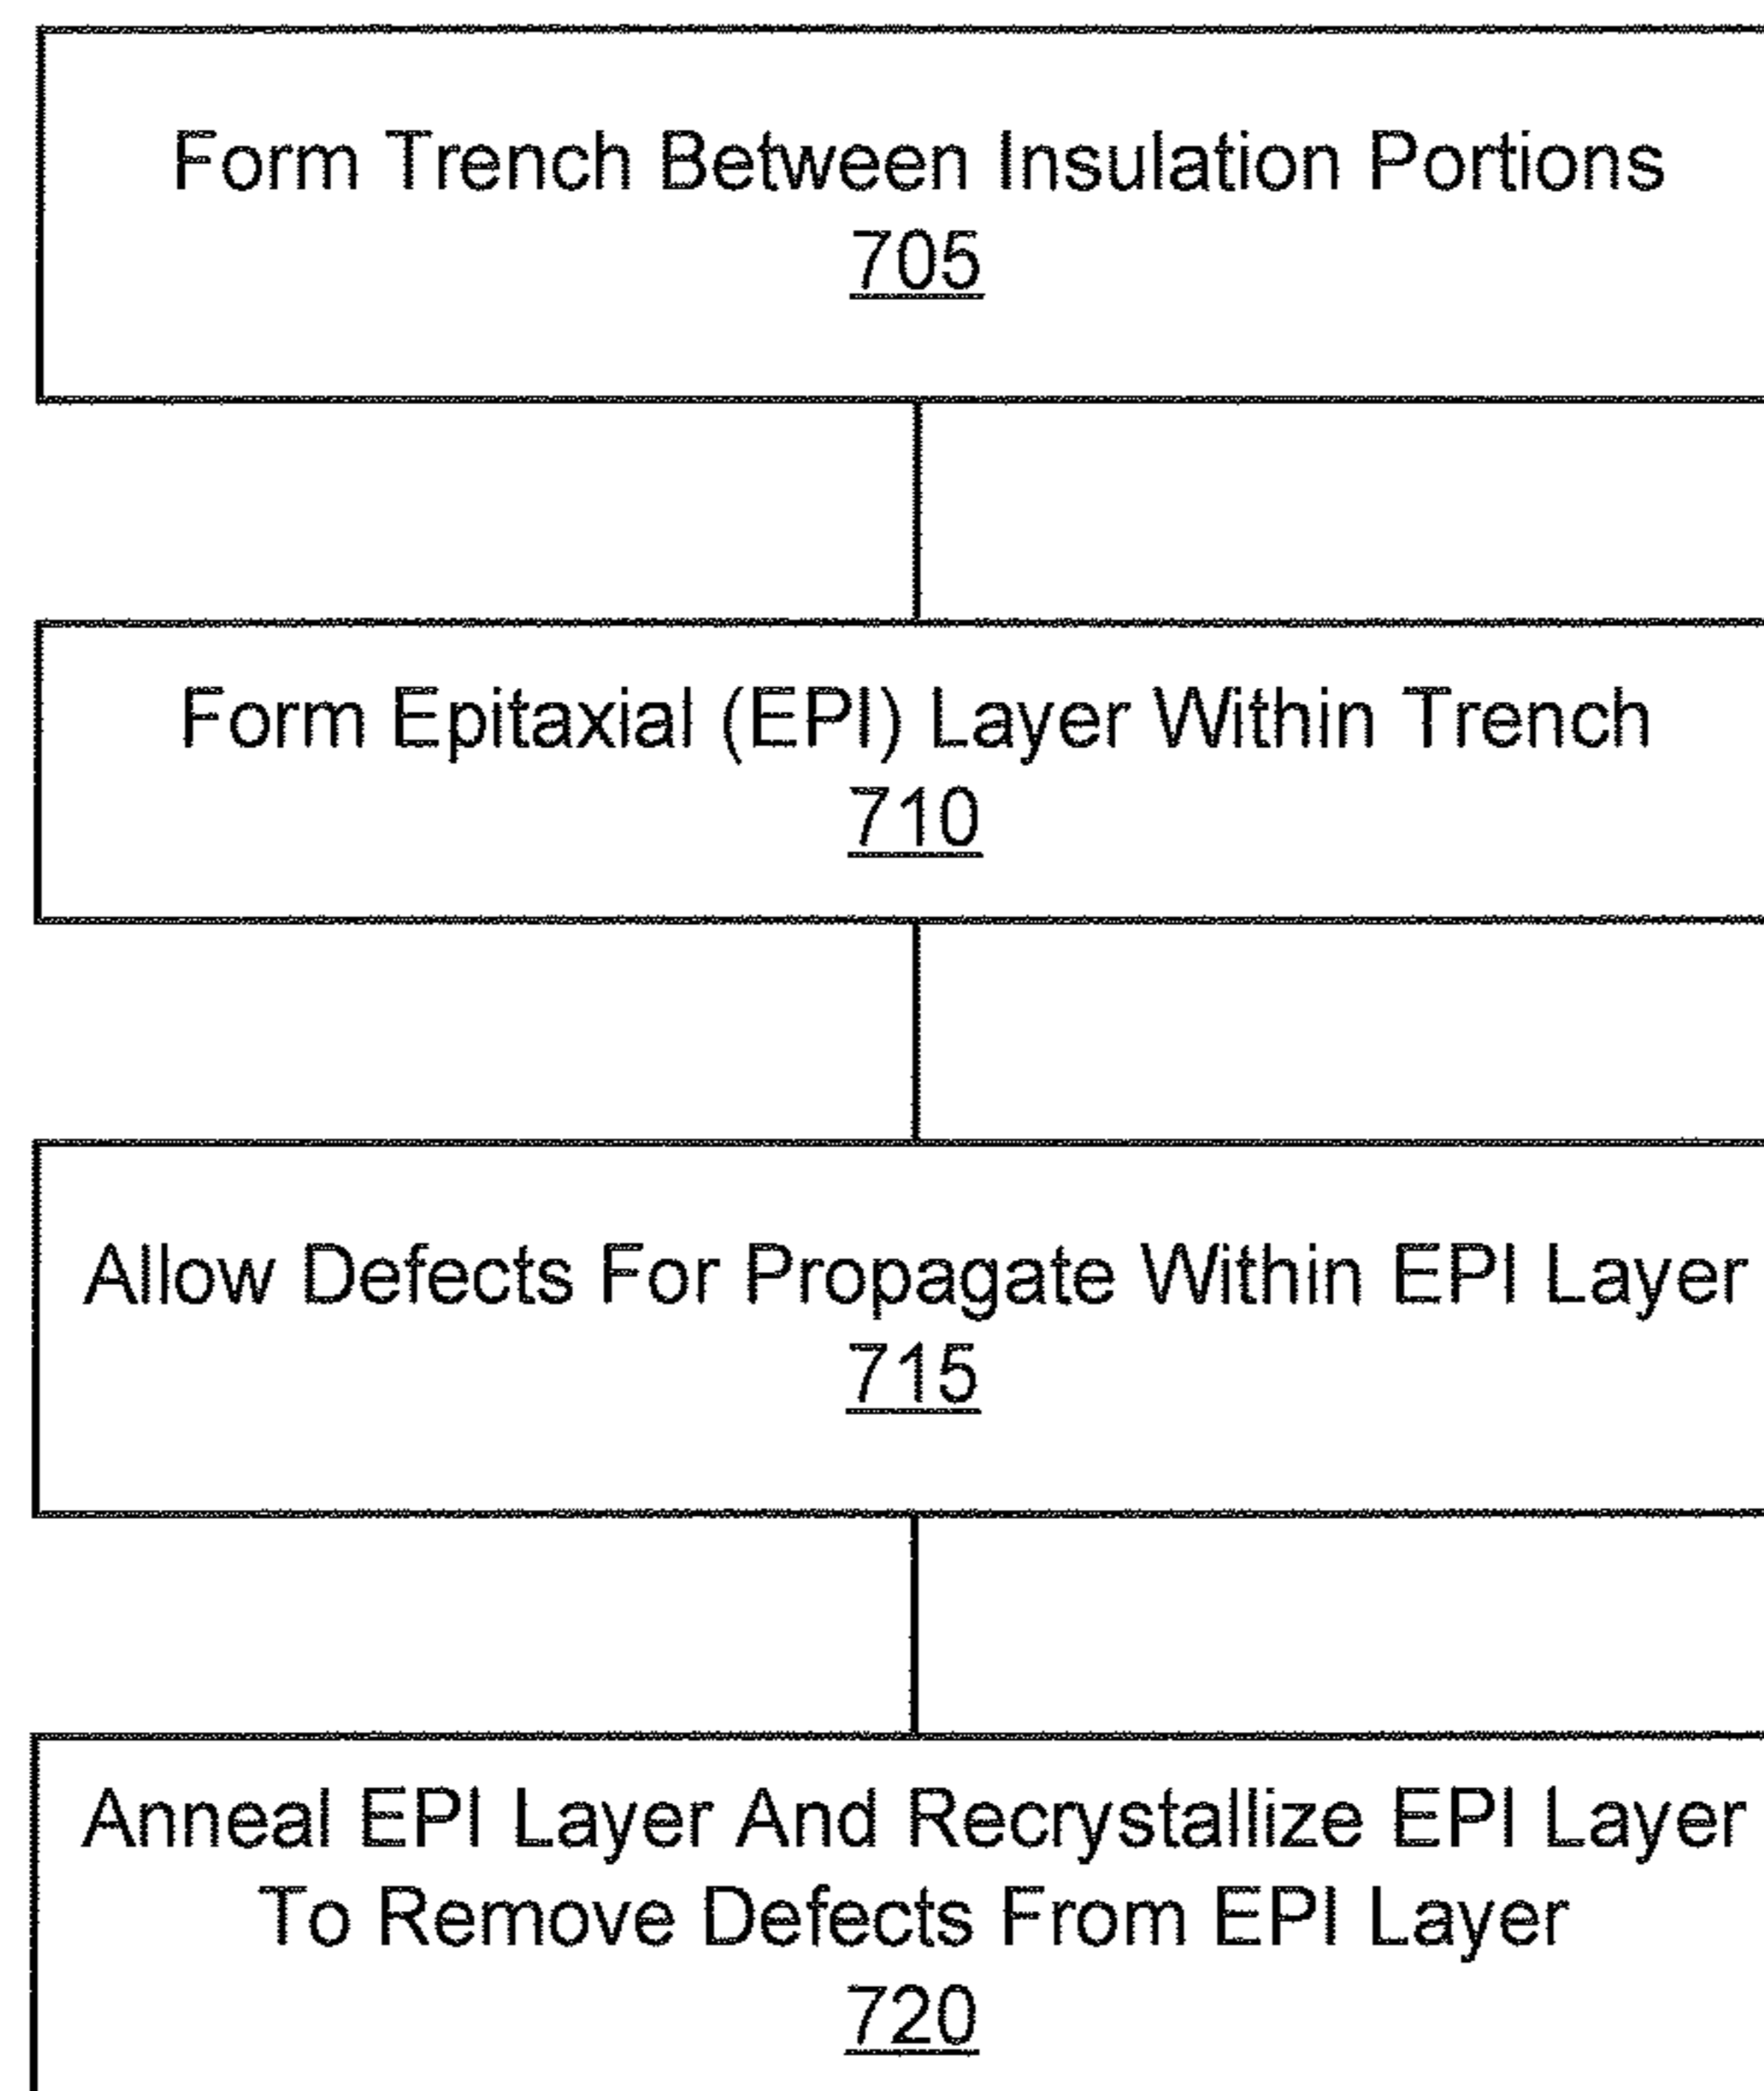 Form Trench Between Insulation Portions
705
Form Epitaxial (EPI) Layer Within Trench
710
Allow Defects For Propagate Within EPI Layer
715
Anneal EPI Layer And Recrystallize EPI Layer
To Remove Defects From EPI Layer
720